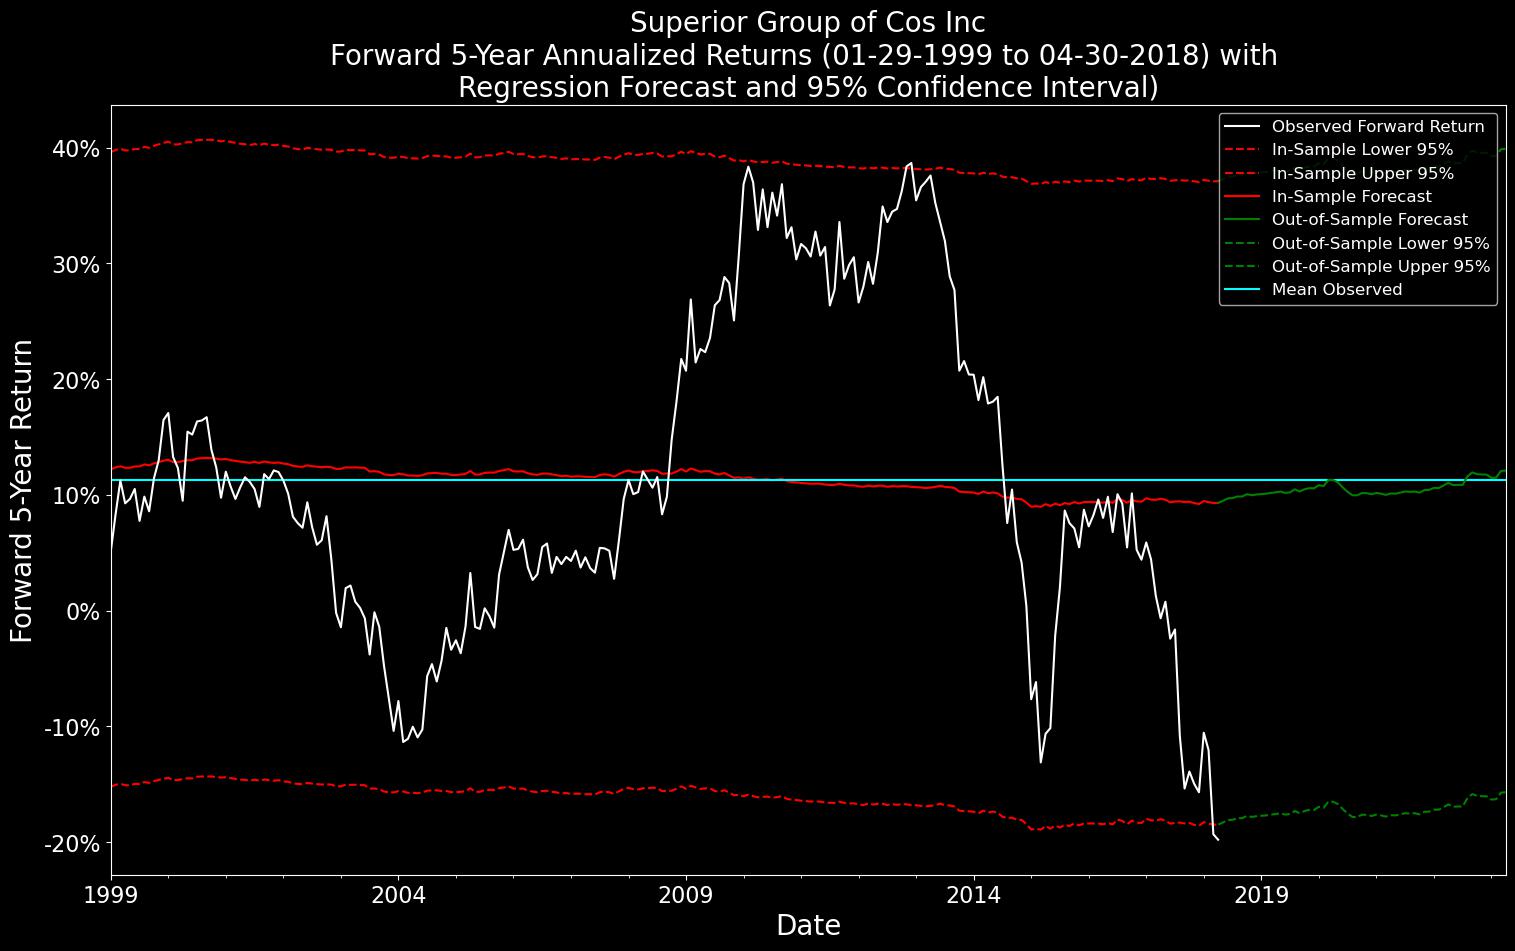 Superior Group of Cos Inc
Forward 5-Year Annualized Returns (01-29-1999 to 04-30-2018) with
Regression Forecast and 95% Confidence Interval)
Observed Forward Return
In-Sample Lower 95%
In-Sample Upper 95%
In-Sample Forecast
Out-of-Sample Forecast
Out-of-Sample Lower 95%
Out-of-Sample Upper 95%
Mean Observed
Forward 5-Year Return
40%
30%
20%
10%
0%
-10%
-20%
1999
2004
2009
2014
2019
Date